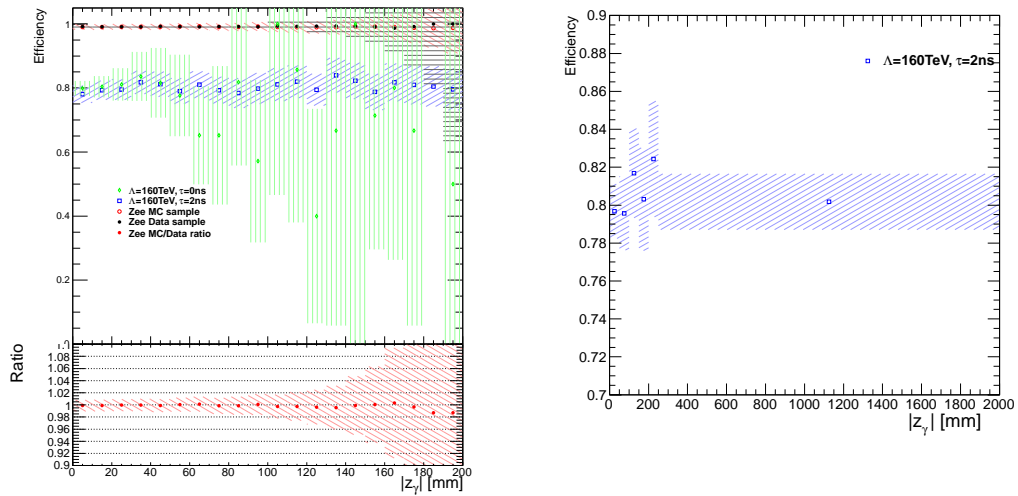 Efficiency
1
0.8
0.6
0.4
0.2
Λ=160TeV, τ=0ns
Λ=160TeV, τ=2ns
Zee MC sample
Zee Data sample
Zee MC/Data ratio
Ratio
1.08
1.06
1.04
1.02
1
0.98
0.96
0.94
0.92
0.9
0 20 40 60 80 100 120 140 160 180 200
|zγ| [mm]
Efficiency
0.9
0.88
0.86
0.84
0.82
0.8
0.78
0.76
0.74
0.72
0.7
Λ=160TeV, τ=2ns
0 200 400 600 800 1000 1200 1400 1600 1800 2000
|zγ| [mm]